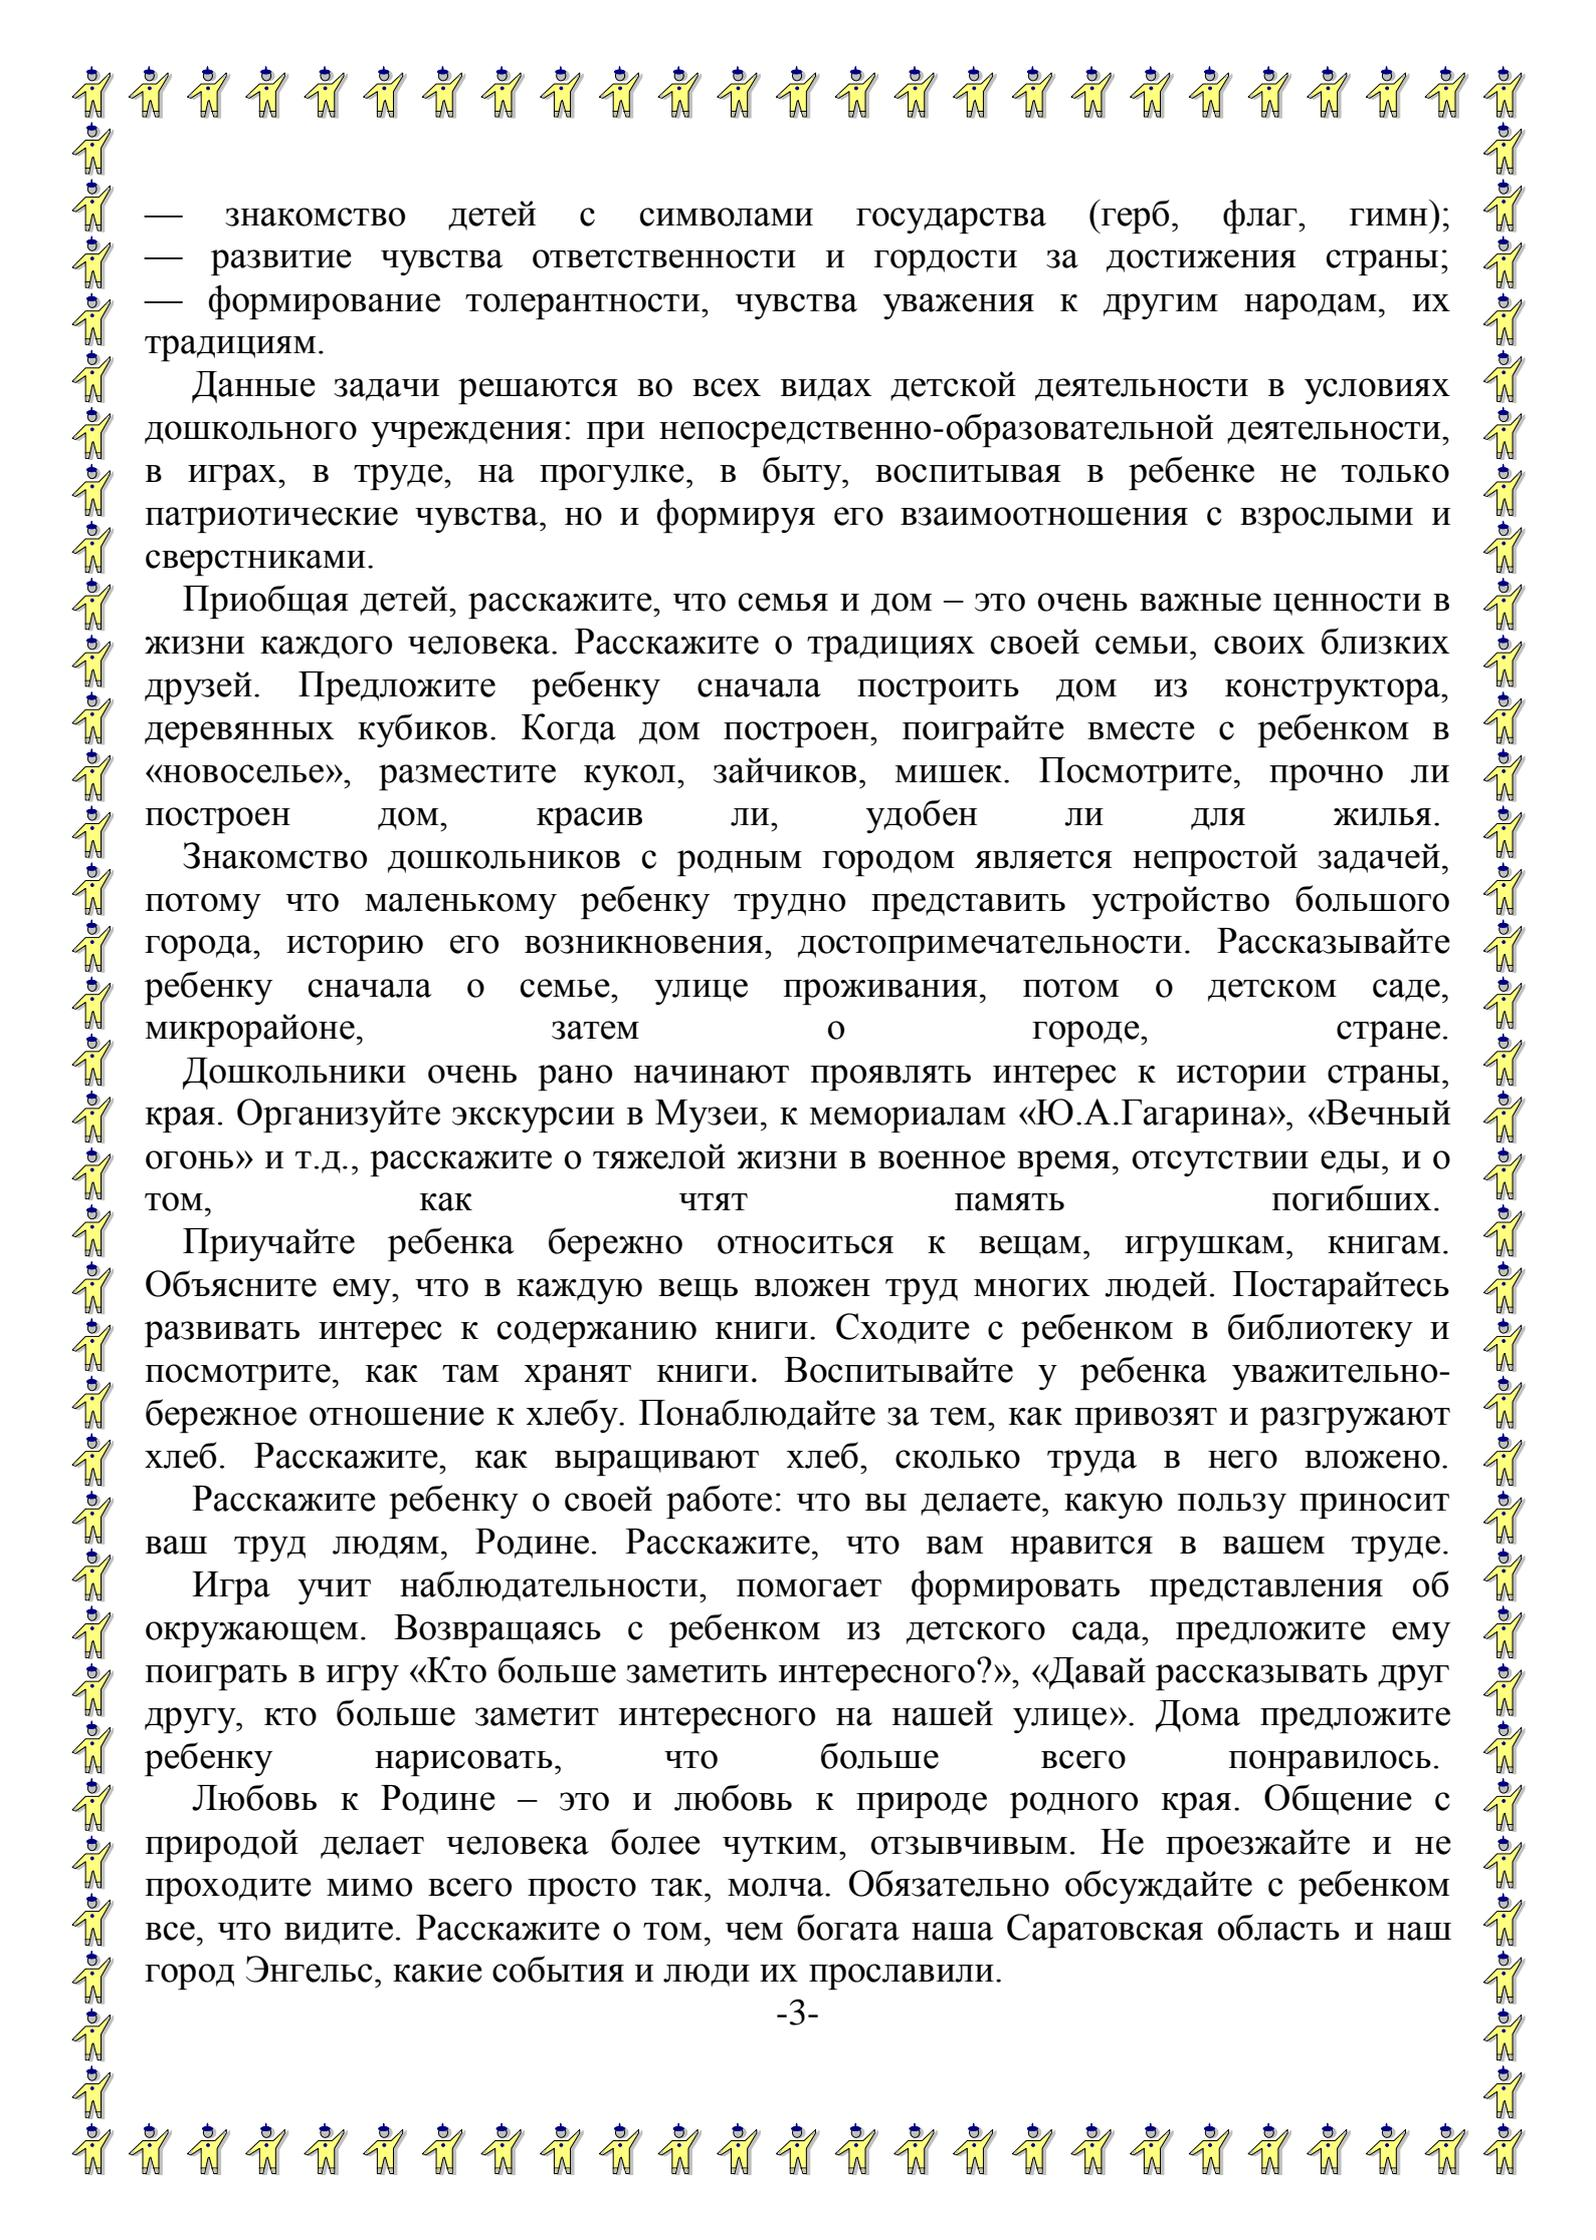 — знакомство детей с символами государства (герб, флаг, гимн);
— развитие чувства ответственности и гордости за достижения страны;
— формирование толерантности, чувства уважения к другим народам, их
традициям.
Данные задачи решаются во всех видах детской деятельности в условиях
дошкольного учреждения: при непосредственно-образовательной деятельности,
в играх, в труде, на прогулке, в быту, воспитывая в ребенке не только
патриотические чувства, но и формируя его взаимоотношения с взрослыми и
сверстниками.
Приобщая детей, расскажите, что семья и дом – это очень важные ценности в
жизни каждого человека. Расскажите о традициях своей семьи, своих близких
друзей. Предложите ребенку сначала построить дом из конструктора,
деревянных кубиков. Когда дом построен, поиграйте вместе с ребенком в
«новоселье», разместите кукол, зайчиков, мишек. Посмотрите, прочно ли
построен дом, красив ли, удобен ли для жилья.
Знакомство дошкольников с родным городом является непростой задачей,
потому что маленькому ребенку трудно представить устройство большого
города, историю его возникновения, достопримечательности. Рассказывайте
ребенку сначала о семье, улице проживания, потом о детском саде,
микрорайоне, затем о городе, стране.
Дошкольники очень рано начинают проявлять интерес к истории страны,
края. Организуйте экскурсии в Музеи, к мемориалам «Ю.А.Гагарина», «Вечный
огонь» и т.д., расскажите о тяжелой жизни в военное время, отсутствии еды, и о
том, как чтят память погибших.
Приучайте ребенка бережно относиться к вещам, игрушкам, книгам.
Объясните ему, что в каждую вещь вложен труд многих людей. Постарайтесь
развивать интерес к содержанию книги. Сходите с ребенком в библиотеку и
посмотрите, как там хранят книги. Воспитывайте у ребенка уважительно-
бережное отношение к хлебу. Понаблюдайте за тем, как привозят и разгружают
хлеб. Расскажите, как выращивают хлеб, сколько труда в него вложено.
Расскажите ребенку о своей работе: что вы делаете, какую пользу приносит
ваш труд людям, Родине. Расскажите, что вам нравится в вашем труде.
Игра учит наблюдательности, помогает формировать представления об
окружающем. Возвращаясь с ребенком из детского сада, предложите ему
поиграть в игру «Кто больше заметить интересного?», «Давай рассказывать друг
другу, кто больше заметит интересного на нашей улице». Дома предложите
ребенку нарисовать, что больше всего понравилось.
Любовь к Родине – это и любовь к природе родного края. Общение с
природой делает человека более чутким, отзывчивым. Не проезжайте и не
проходите мимо всего просто так, молча. Обязательно обсуждайте с ребенком
все, что видите. Расскажите о том, чем богата наша Саратовская область и наш
город Энгельс, какие события и люди их прославили.
-3-